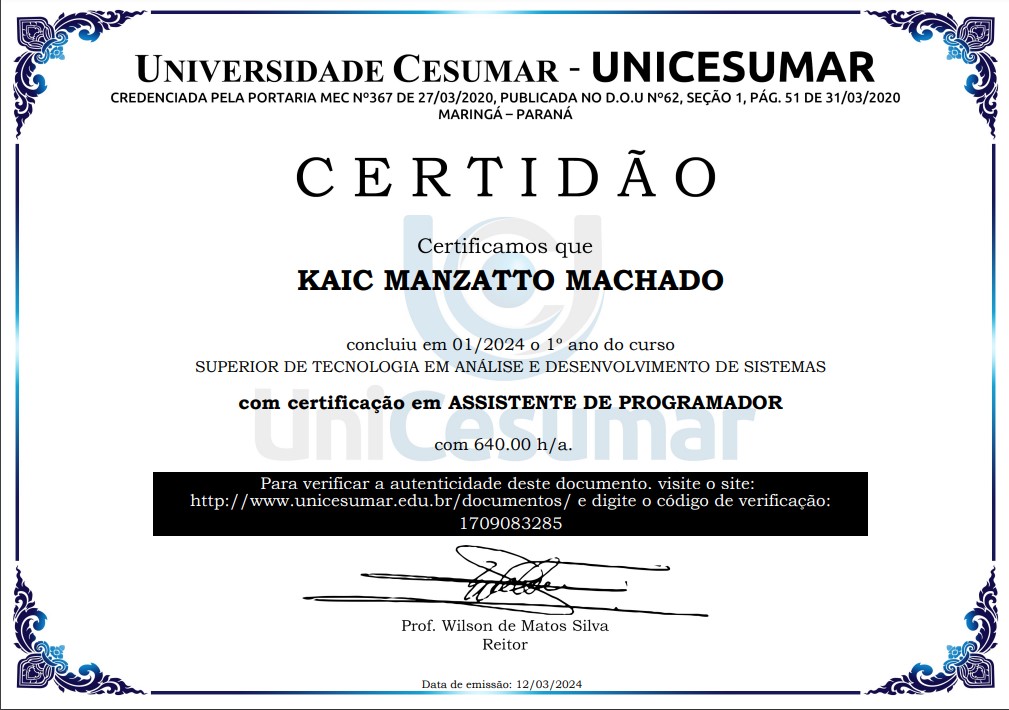 UNIVERSIDADE CESUMAR - UNICESUMAR
CREDENCIADA PELA PORTARIA MEC Nº367 DE 27/03/2020, PUBLICADA NO D.O.U Nº62, SEÇÃO 1, PÁG. 51 DE 31/03/2020
MARINGÁ – PARANÁ
CERTIDÃO
Certificamos que
KAIC MANZATTO MACHADO
concluiu em 01/2024 o 1º ano do curso
SUPERIOR DE TECNOLOGIA EM ANÁLISE E DESENVOLVIMENTO DE SISTEMAS
com certificação em ASSISTENTE DE PROGRAMADOR
UniCesumar
com 640.00 h/a.
Para verificar a autenticidade deste documento. visite o site:
http://www.unicesumar.edu.br/documentos/ e digite o código de verificação:
1709083285
Prof. Wilson de Matos Silva
Reitor
Data de emissão: 12/03/2024